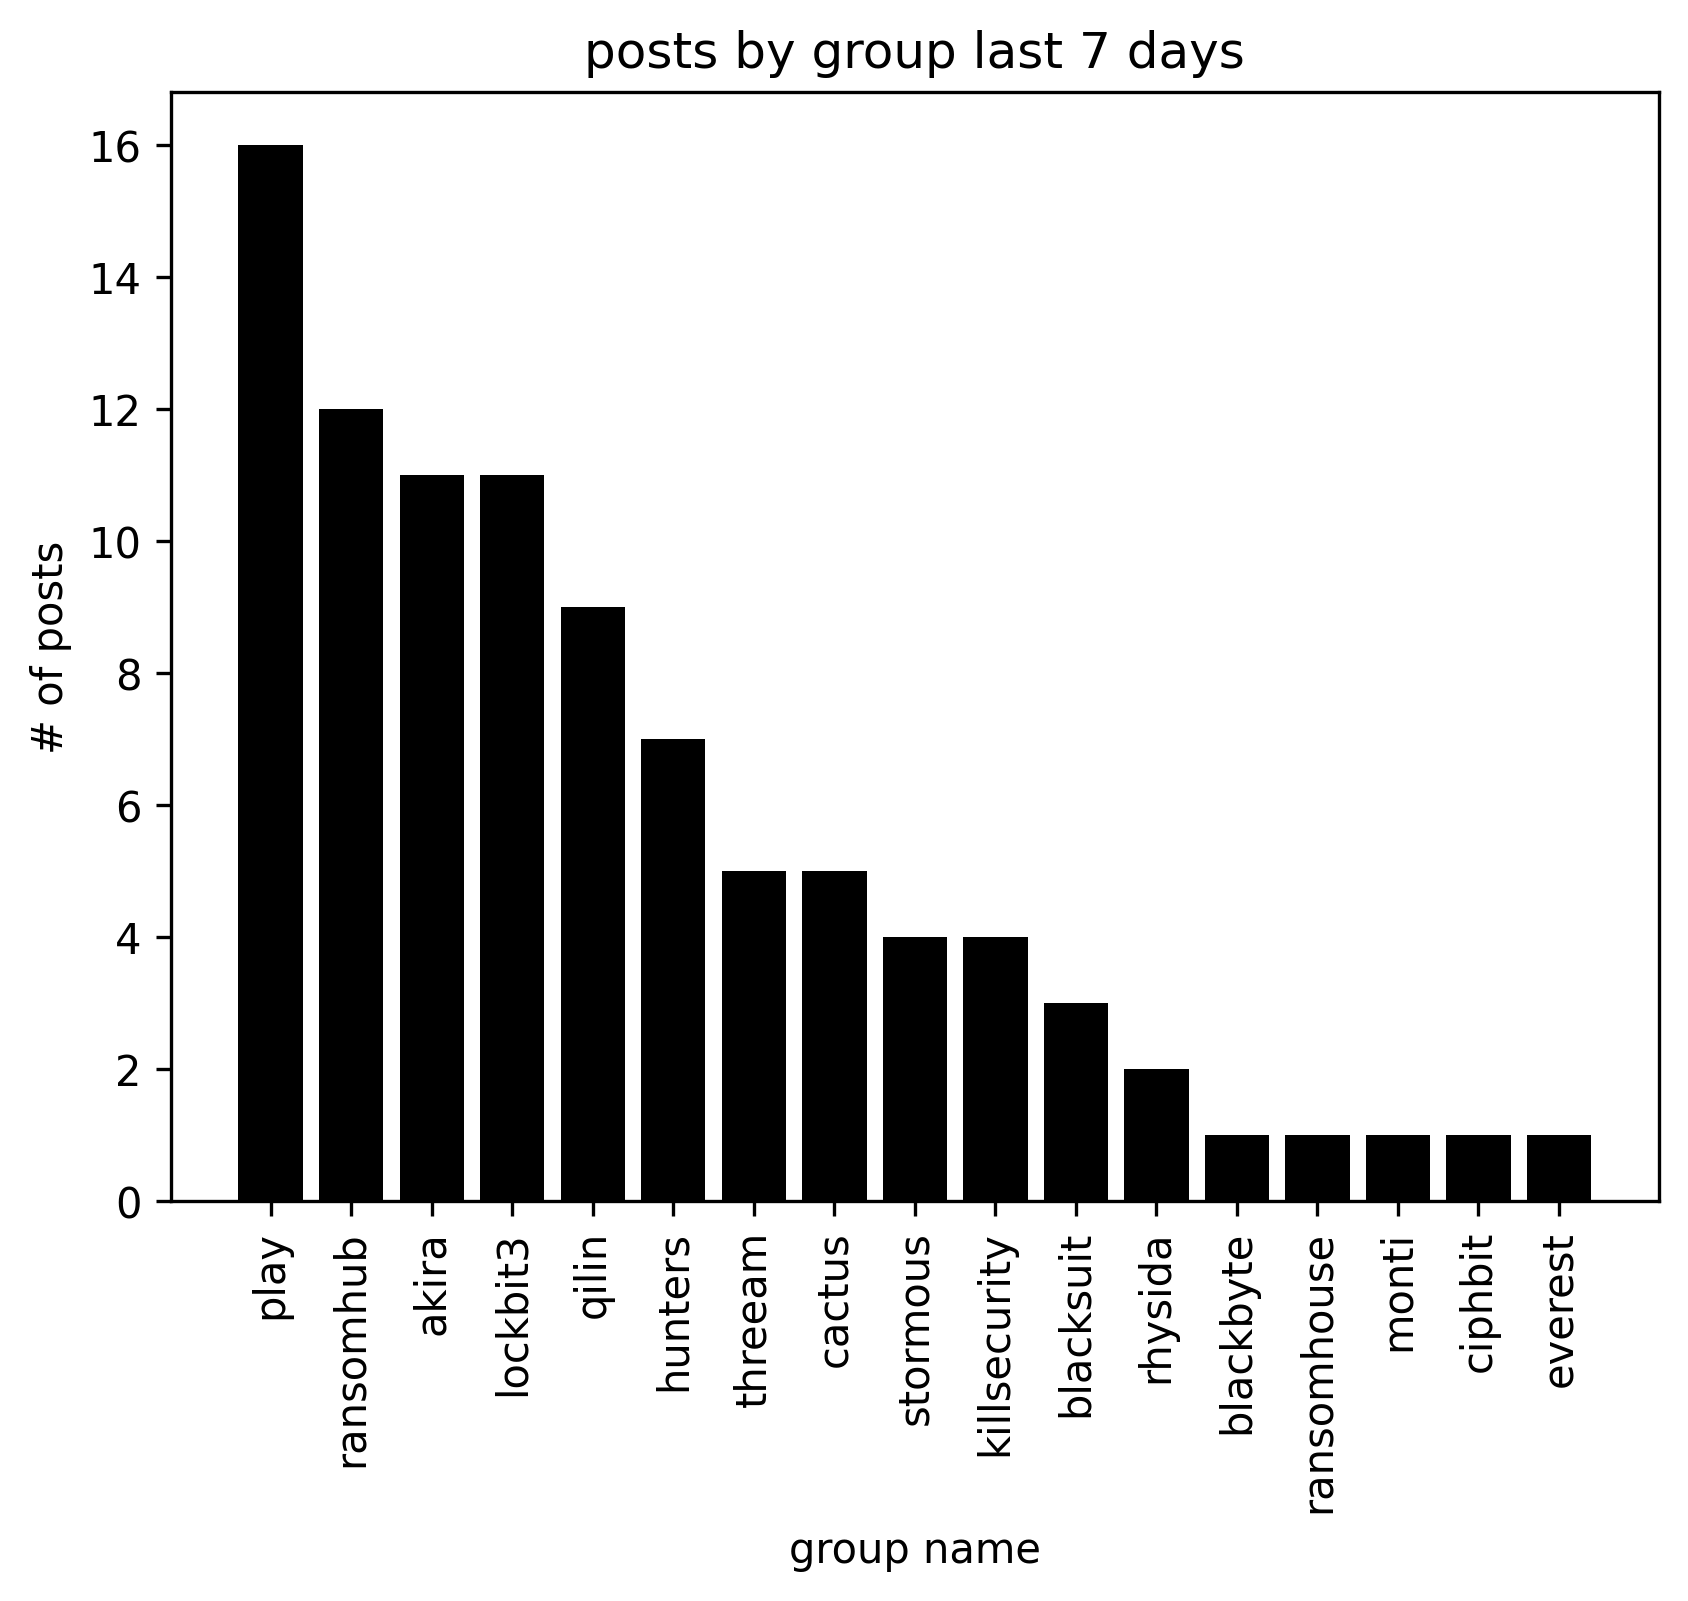 posts by group last 7 days
# of posts
16
14
12
10
8
6
4
2
0
play
ransomhub
akira
lockbit3
qilin
hunters
threeam
cactus
stormous
killsecurity
blacksuit
rhysida
blackbyte
ransomhouse
monti
ciphbit
everest
group name